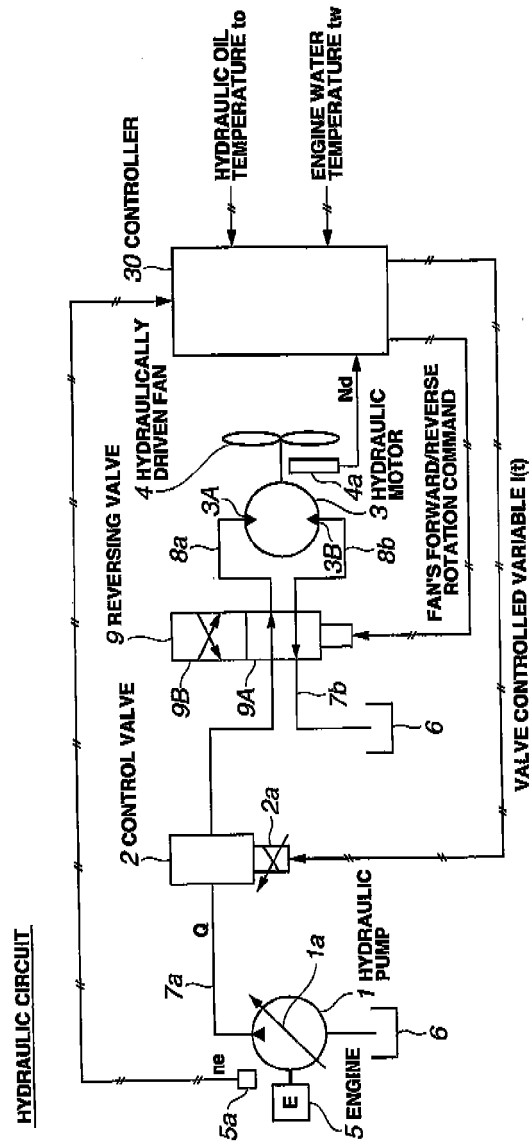 HYDRAULIC CIRCUIT
ne
5a
E
5 ENGINE
6
1 HYDRAULIC
PUMP
1a
7a
Q
2 CONTROL VALVE
2a
9 REVERSING VALVE
9B
9A
7b
6
8a
8b
3A
3B
4 HYDRAULICALLY
DRIVEN FAN
4a
3 HYDRAULIC
MOTOR
Nd
30 CONTROLLER
HYDRAULIC OIL
TEMPERATURE to
ENGINE WATER
TEMPERATURE tw
FAN'S FORWARD/REVERSE
ROTATION COMMAND
VALVE CONTROLLED VARIABLE I(t)